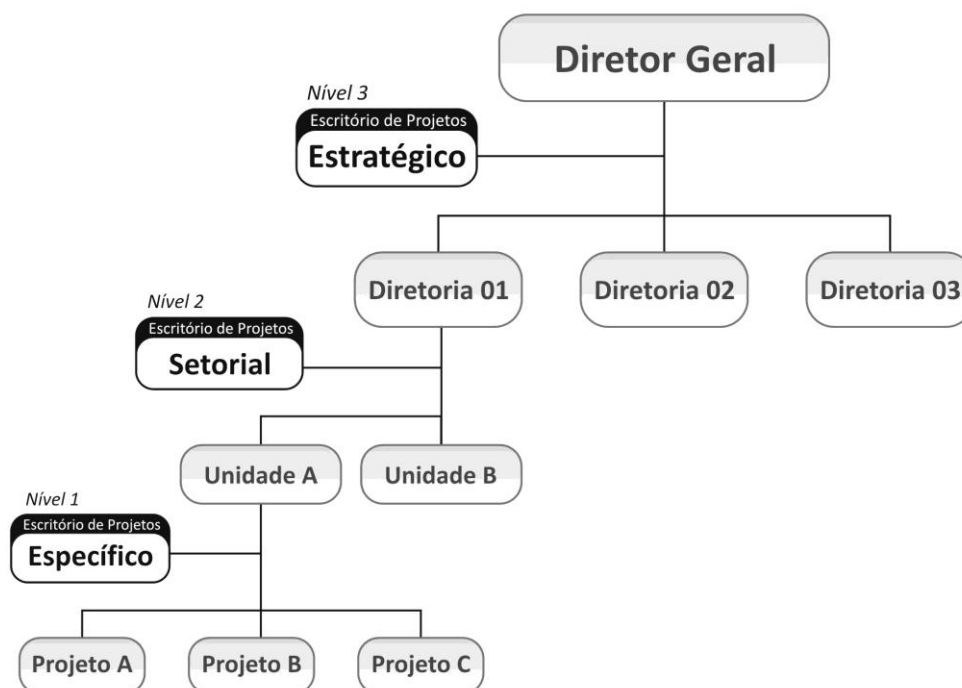 Diretor Geral
Nível 3
Escritório de Projetos
Estratégico
Diretoria 01
Diretoria 02
Diretoria 03
Nível 2
Escritório de Projetos
Setorial
Unidade A
Unidade B
Nível 1
Escritório de Projetos
Específico
Projeto A
Projeto B
Projeto C